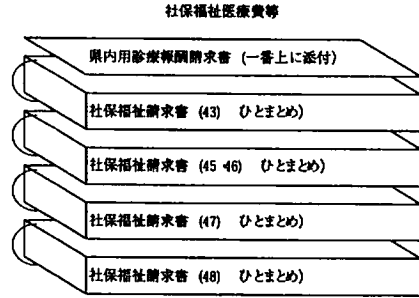 社保福祉医療費等
県内用診療報酬請求書 (一番上に添付)
社保福祉請求書 (43) ひとまとめ)
社保福祉請求書 (45 46) ひとまとめ)
社保福祉請求書 (47) ひとまとめ)
社保福祉請求書 (48) ひとまとめ)